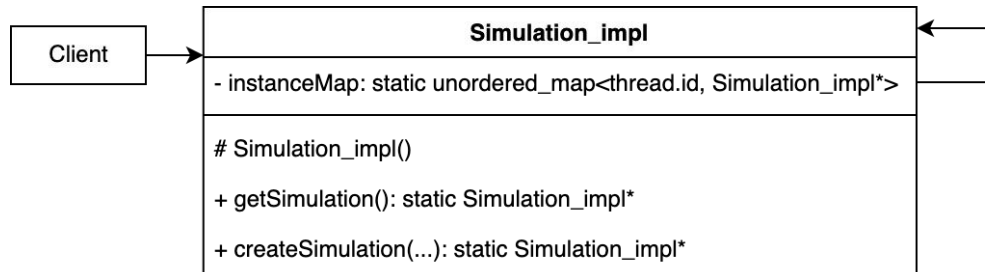 Simulation_impl
Client
- instanceMap: static unordered_map<thread.id, Simulation_impl*>
# Simulation_impl()
+ getSimulation(): static Simulation_impl*
+ createSimulation(...): static Simulation_impl*